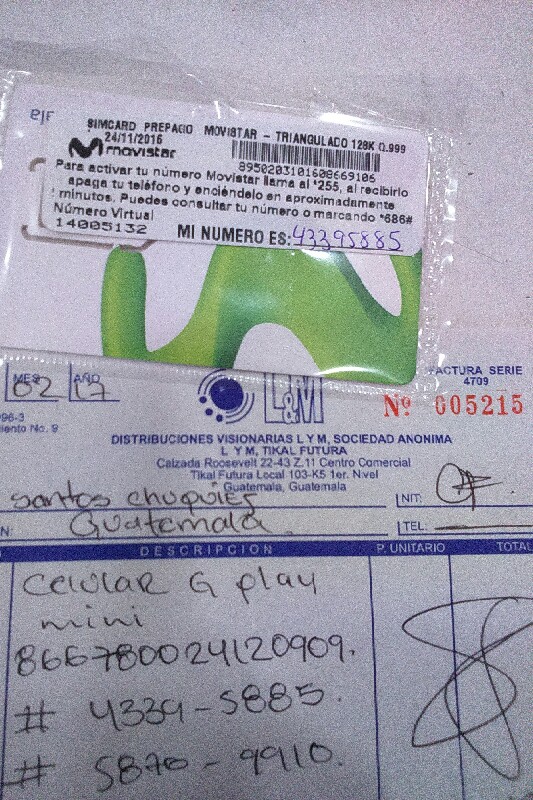 SIMCARD PREPAGO MOVISTAR - TRIANGULADO 128K Q.999
24/11/2016
movistar
8950203101608669106
Para activar tu número Movistar llama al *255, al recibirlo
apaga tu teléfono y enciéndelo en aproximadamente
minutos. Puedes consultar tu número o marcando *686#
Número Virtual
14005132
MI NUMERO ES: 43395885
MES AÑO
02 17
FACTURA SERIE
4709
Nº 005215
96-3
iento No. 9
L&M
DISTRIBUCIONES VISIONARIAS L Y M, SOCIEDAD ANONIMA
L Y M, TIKAL FUTURA
Calzada Roosevelt 22-43 Z.11 Centro Comercial
Tikal Futura Local 103-K5 1er. Nivel
Guatemala, Guatemala
santos chuquiej
NIT: CF
N: Guatemala
TEL:
DESCRIPCION P. UNITARIO TOTAL
Celular G play
mini
866780024120909.
# 4339-5885.
# 5870-9910.